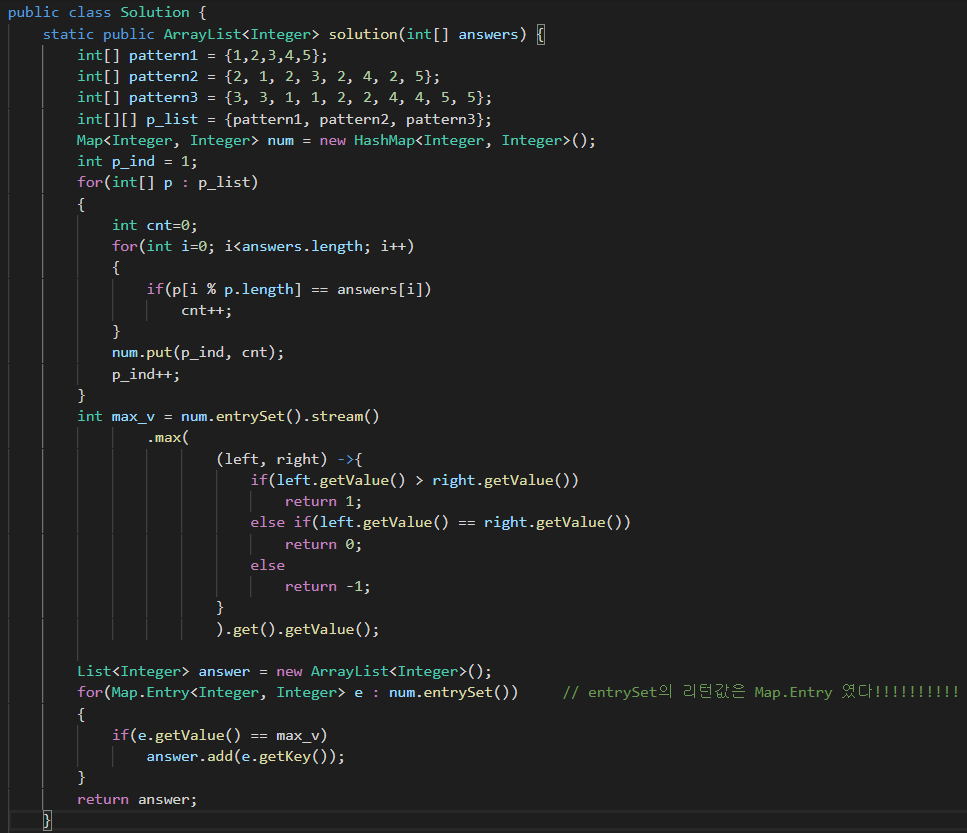 public class Solution {
static public ArrayList<Integer> solution(int[] answers) {
int[] pattern1 = {1,2,3,4,5};
int[] pattern2 = {2, 1, 2, 3, 2, 4, 2, 5};
int[] pattern3 = {3, 3, 1, 1, 2, 2, 4, 4, 5, 5};
int[][] p_list = {pattern1, pattern2, pattern3};
Map<Integer, Integer> num = new HashMap<Integer, Integer>();
int p_ind = 1;
for(int[] p : p_list)
{
int cnt=0;
for(int i=0; i<answers.length; i++)
{
if(p[i % p.length] == answers[i])
cnt++;
}
num.put(p_ind, cnt);
p_ind++;
}
int max_v = num.entrySet().stream()
.max(
(left, right) ->{
if(left.getValue() > right.getValue())
return 1;
else if(left.getValue() == right.getValue())
return 0;
else
return -1;
}
).get().getValue();
List<Integer> answer = new ArrayList<Integer>();
for(Map.Entry<Integer, Integer> e : num.entrySet()) // entrySet의 리턴값은 Map.Entry 였다!!!!!!!!!!
{
if(e.getValue() == max_v)
answer.add(e.getKey());
}
return answer;
}